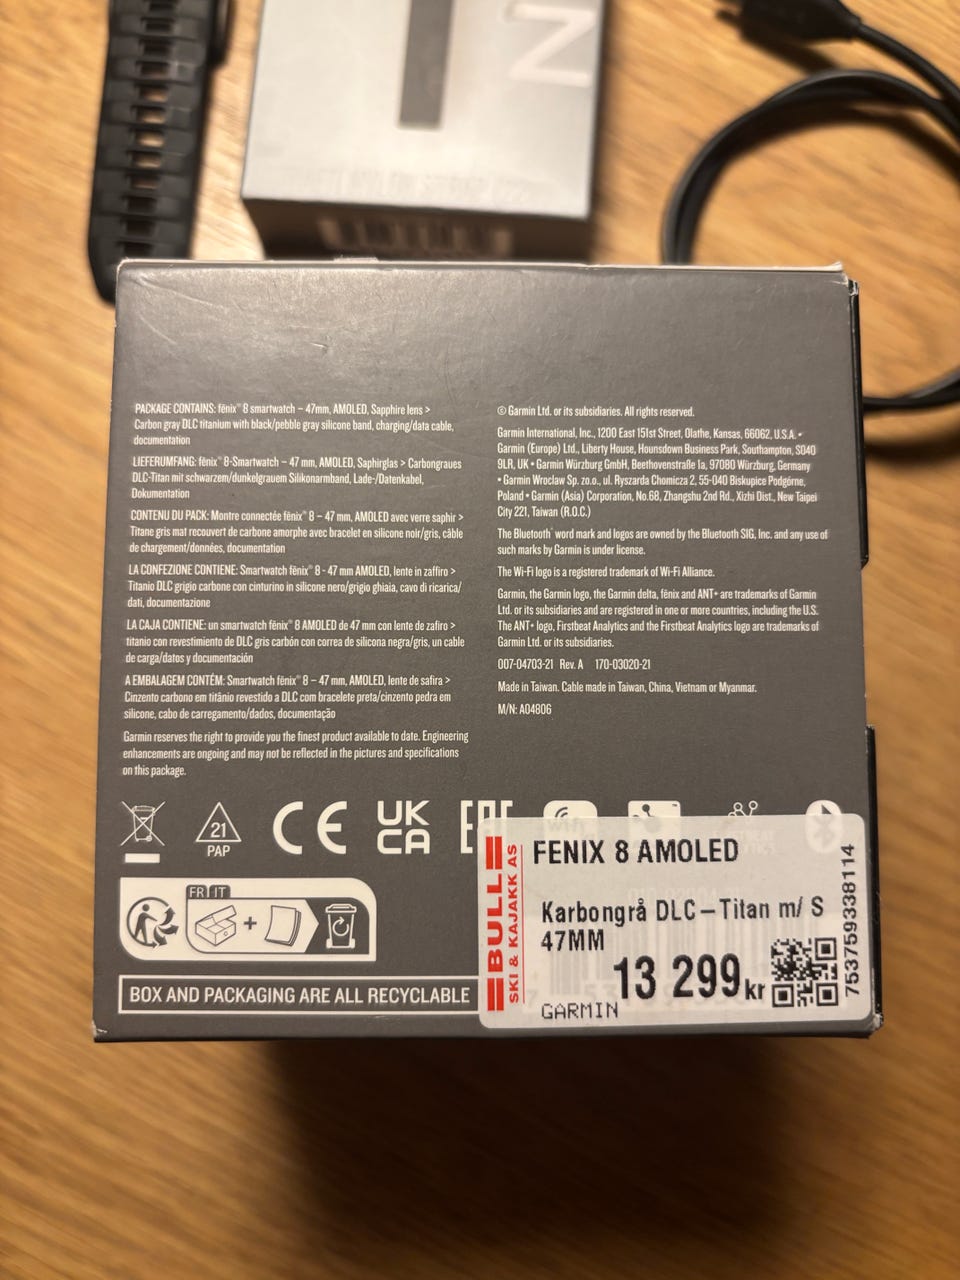 N
PACKAGE CONTAINS: fēnix® 8 smartwatch – 47mm, AMOLED, Sapphire lens >
Carbon gray DLC titanium with black/pebble gray silicone band, charging/data cable,
documentation
LIEFERUMFANG: fēnix® 8-Smartwatch – 47 mm, AMOLED, Saphirglas > Carbongraues
DLC-Titan mit schwarzem/dunkelgrauem Silikonarmband, Lade-/Datenkabel,
Dokumentation
CONTENU DU PACK: Montre connectée fēnix® 8 – 47 mm, AMOLED avec verre saphir >
Titane gris mat recouvert de carbone amorphe avec bracelet en silicone noir/gris, câble
de chargement/données, documentation
LA CONFEZIONE CONTIENE: Smartwatch fēnix® 8 - 47 mm AMOLED, lente in zaffiro >
Titanio DLC grigio carbone con cinturino in silicone nero/grigio ghiaia, cavo di ricarica/
dati, documentazione
LA CAJA CONTIENE: un smartwatch fēnix® 8 AMOLED de 47 mm con lente de zafiro >
titanio con revestimiento de DLC gris carbón con correa de silicona negra/gris, un cable
de carga/datos y documentación
A EMBALAGEM CONTÉM: Smartwatch fēnix® 8 – 47 mm, AMOLED, lente de safira >
Cinzento carbono em titânio revestido a DLC com bracelete preta/cinzento pedra em
silicone, cabo de carregamento/dados, documentação
Garmin reserves the right to provide you the finest product available to date. Engineering
enhancements are ongoing and may not be reflected in the pictures and specifications
on this package.
© Garmin Ltd. or its subsidiaries. All rights reserved.
Garmin International, Inc., 1200 East 151st Street, Olathe, Kansas, 66062, U.S.A. •
Garmin (Europe) Ltd., Liberty House, Hounsdown Business Park, Southampton, SO40
9LR, UK • Garmin Würzburg GmbH, Beethovenstraße 1a, 97080 Würzburg, Germany
• Garmin Wroclaw Sp. zo.o., ul. Ryszarda Chomicza 2, 55-040 Biskupice Podgórne,
Poland • Garmin (Asia) Corporation, No.68, Zhangshu 2nd Rd., Xizhi Dist., New Taipei
City 221, Taiwan (R.O.C.)
The Bluetooth® word mark and logos are owned by the Bluetooth SIG, Inc. and any use of
such marks by Garmin is under license.
The Wi-Fi logo is a registered trademark of Wi-Fi Alliance.
Garmin, the Garmin logo, the Garmin delta, fēnix and ANT+ are trademarks of Garmin
Ltd. or its subsidiaries and are registered in one or more countries, including the U.S.
The ANT+ logo, Firstbeat Analytics and the Firstbeat Analytics logo are trademarks of
Garmin Ltd. or its subsidiaries.
007-04703-21 Rev. A 170-03020-21
Made in Taiwan. Cable made in Taiwan, China, Vietnam or Myanmar.
M/N: A04806
21
PAP
CE
UK
CA
FR IT
BOX AND PACKAGING ARE ALL RECYCLABLE
BULL
SKI & KAJAKK AS
FENIX 8 AMOLED
Karbongrå DLC-Titan m/ S
47MM
13 299kr
GARMIN
753759338114